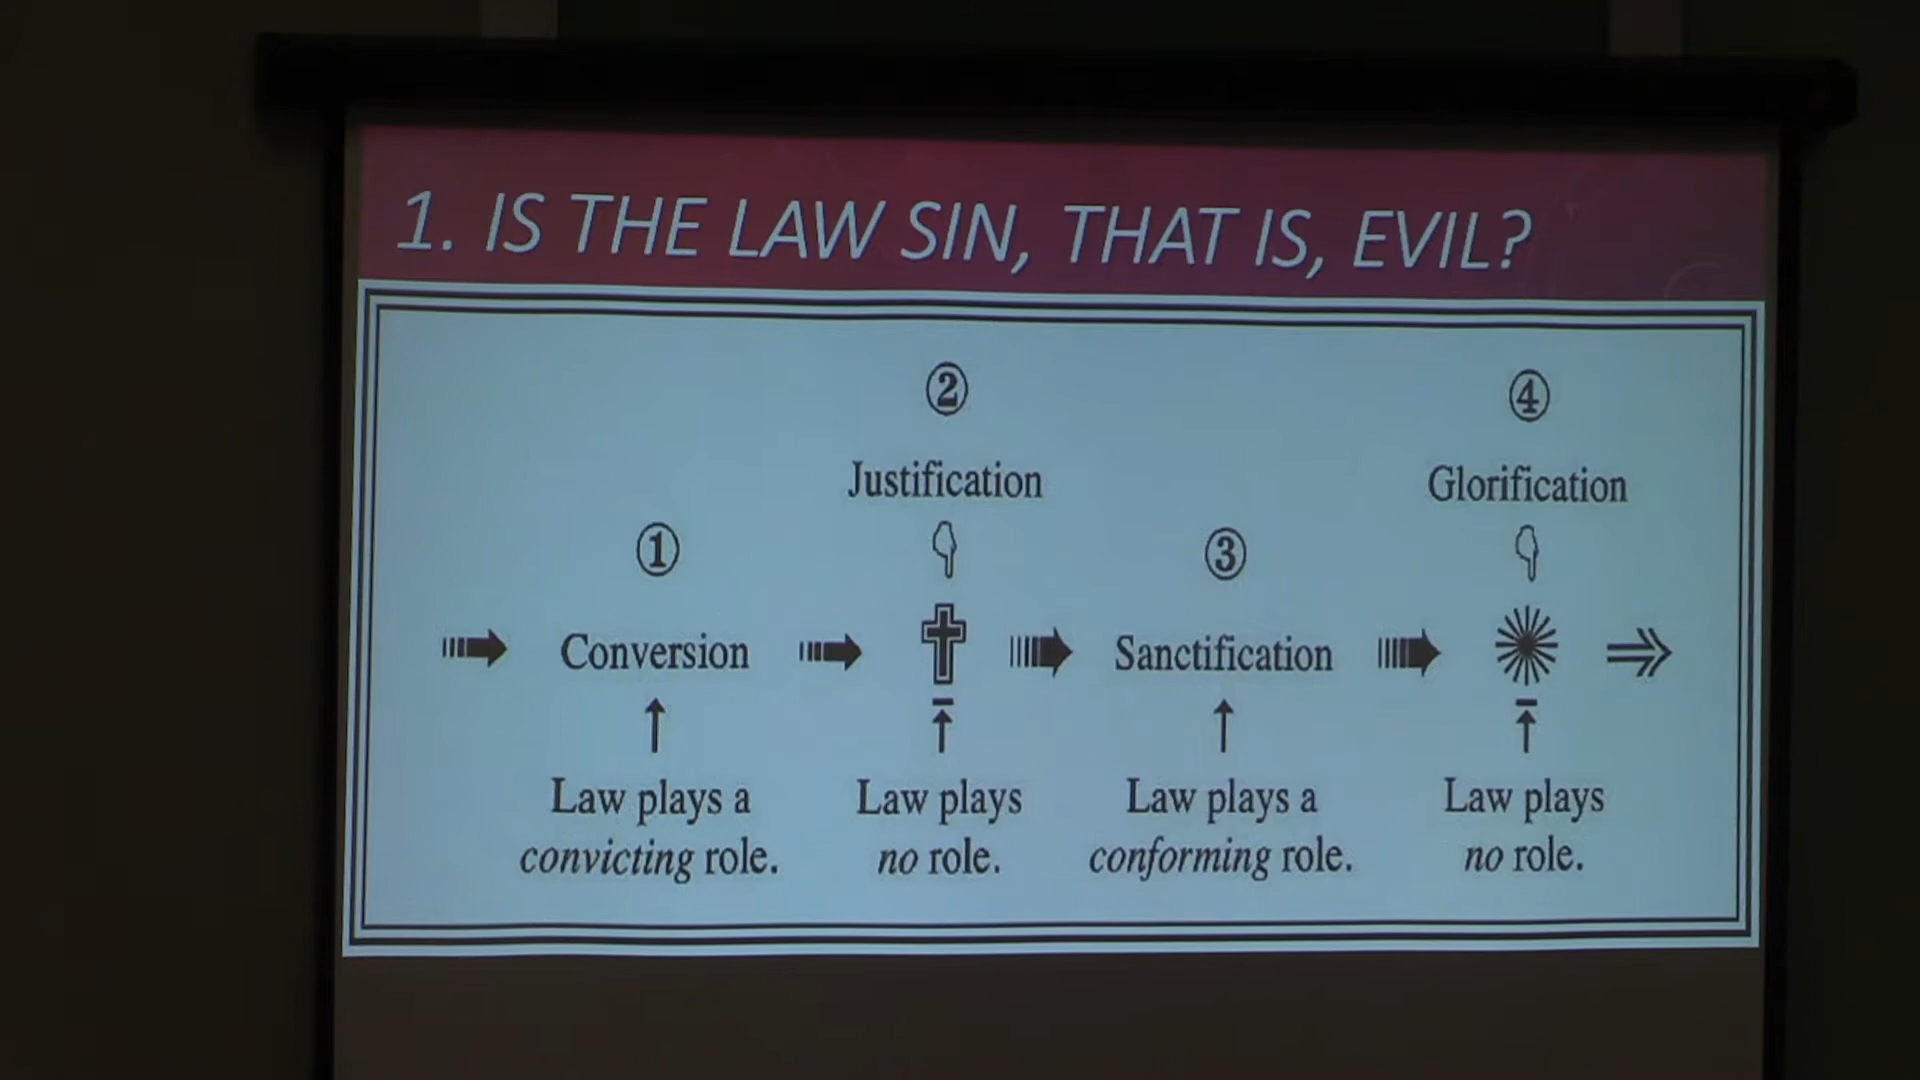 1. IS THE LAW SIN, THAT IS, EVIL?
② ④
Justification Glorification
① ③
Conversion Sanctification
Law plays a Law plays Law plays a Law plays
convicting role. no role. conforming role. no role.